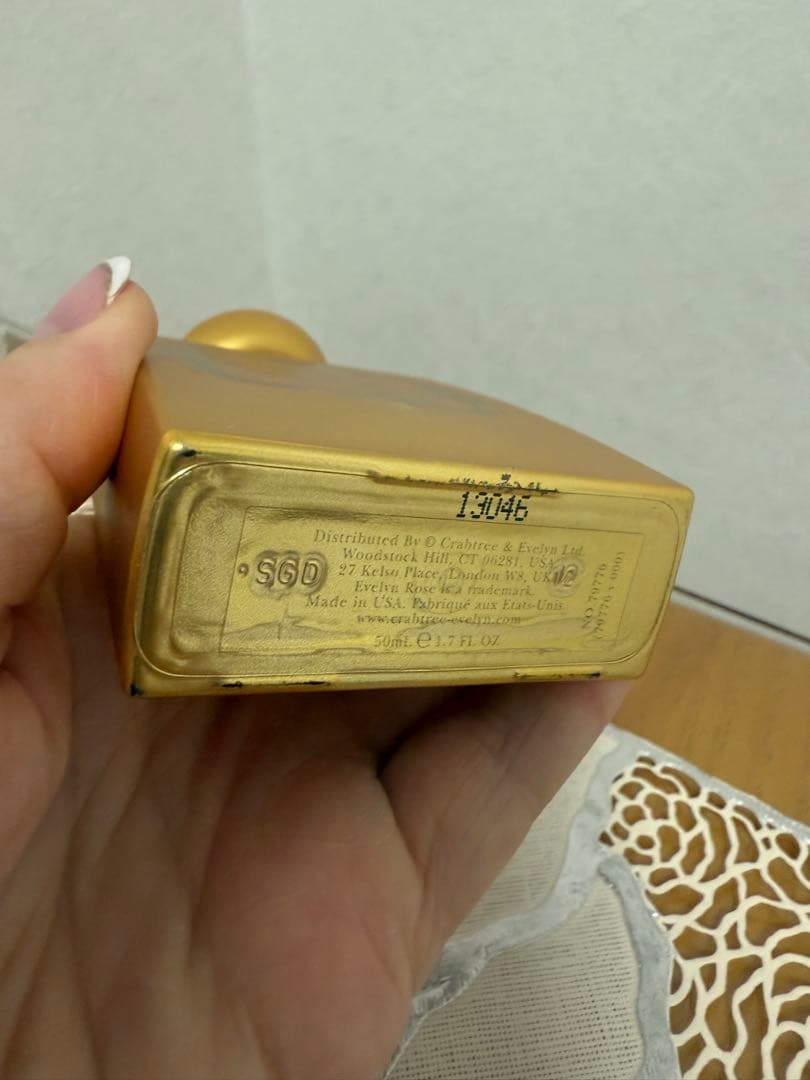 13046
Distributed By © Crabtree & Evelyn Ltd.
Woodstock Hill, CT 06281, USA
27 Kelso Place, London W8, UK
Evelyn Rose is a trademark
Made in USA. Fabriqué aux Etats-Unis
www.crabtree-evelyn.com
50mL e 1.7 FL OZ
SGD
NO 79776